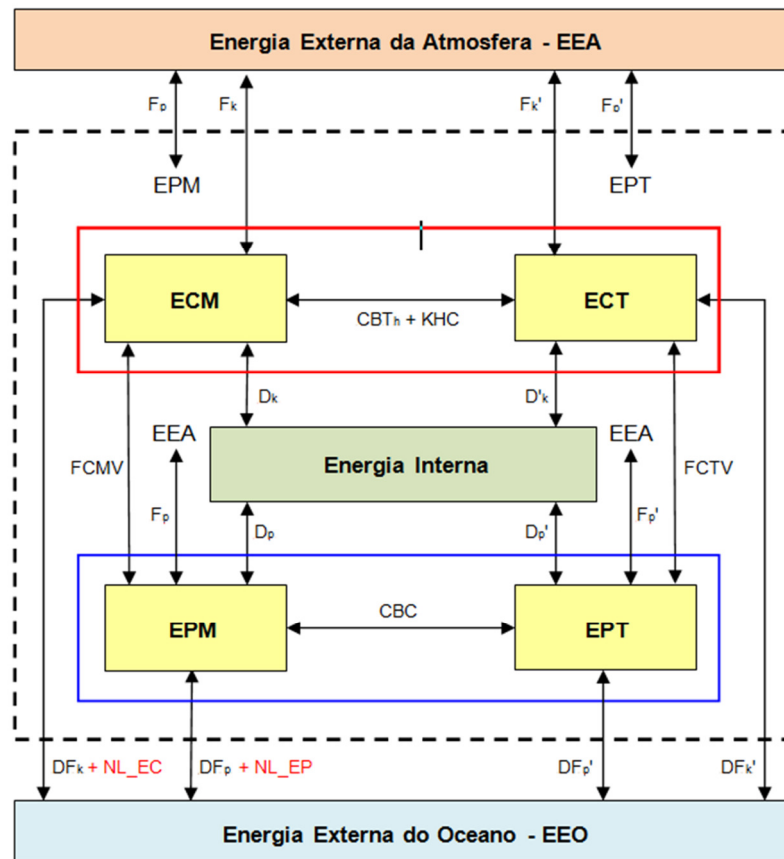 Energia Externa da Atmosfera - EEA
Fp Fk Fk' Fp'
EPM EPT
ECM ECT
CBTh + KHC
Dk D'k
EEA EEA
FCMV Energia Interna FCTV
Fp Dp Dp' Fp'
CBC
EPM EPT
DFk + NL_EC DFp + NL_EP DFp' DFk'
Energia Externa do Oceano - EEO